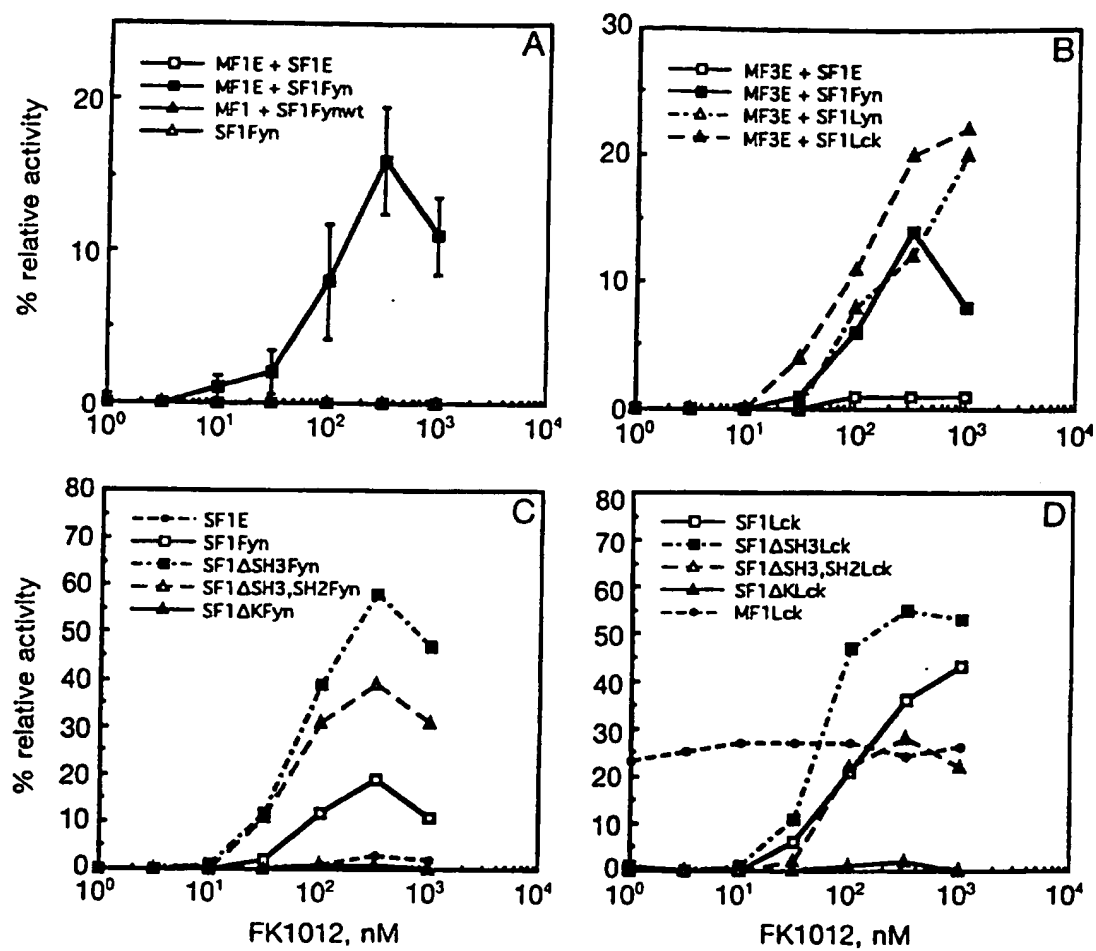 A
MF1E + SF1E
MF1E + SF1Fyn
MF1 + SF1Fynwt
SF1Fyn
% relative activity
20
10
0
10⁰ 10¹ 10² 10³ 10⁴
B
MF3E + SF1E
MF3E + SF1Fyn
MF3E + SF1Lyn
MF3E + SF1Lck
30
20
10
0
10⁰ 10¹ 10² 10³ 10⁴
C
SF1E
SF1Fyn
SF1ΔSH3Fyn
SF1ΔSH3,SH2Fyn
SF1ΔKFyn
% relative activity
80
70
60
50
40
30
20
10
0
10⁰ 10¹ 10² 10³ 10⁴
FK1012, nM
D
SF1Lck
SF1ΔSH3Lck
SF1ΔSH3,SH2Lck
SF1ΔKLck
MF1Lck
80
70
60
50
40
30
20
10
0
10⁰ 10¹ 10² 10³ 10⁴
FK1012, nM